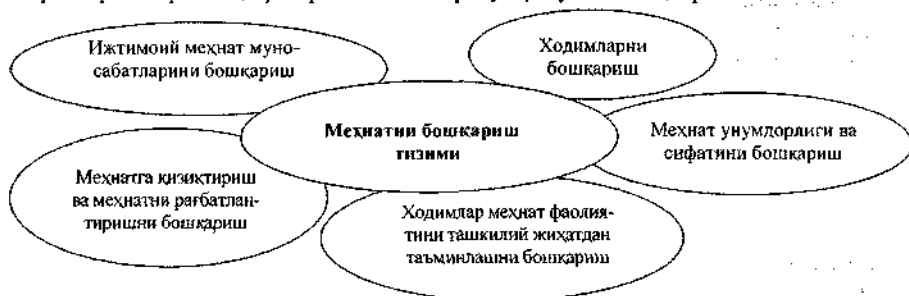 Ижтимоий меҳнат муно-
сабатларини бошқариш
Ходимларни
бошқариш
Меҳнатни бошқариш
тизими
Меҳнат унумдорлиги ва
сифатини бошқариш
Меҳнатга қизиқтириш
ва меҳнатни рағбатлан-
тиришни бошқариш
Ходимлар меҳнат фаолия-
тини ташкилий жиҳатдан
таъминлашни бошқариш